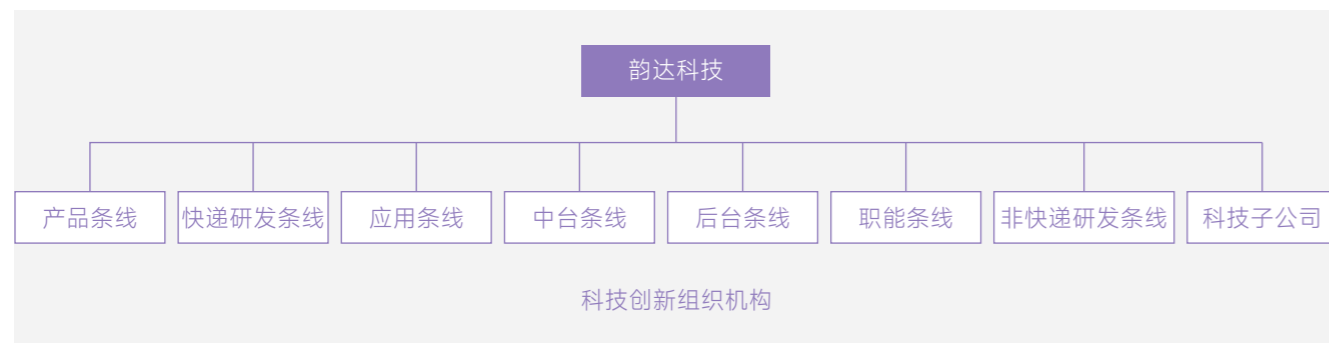 韵达科技
产品条线
快递研发条线
应用条线
中台条线
后台条线
职能条线
非快递研发条线
科技子公司
科技创新组织机构